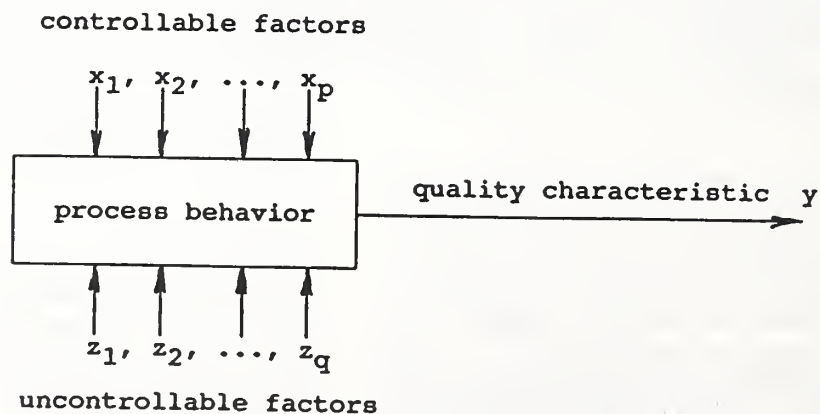 controllable factors
x1, x2, ..., xp
process behavior
quality characteristic y
z1, z2, ..., zq
uncontrollable factors